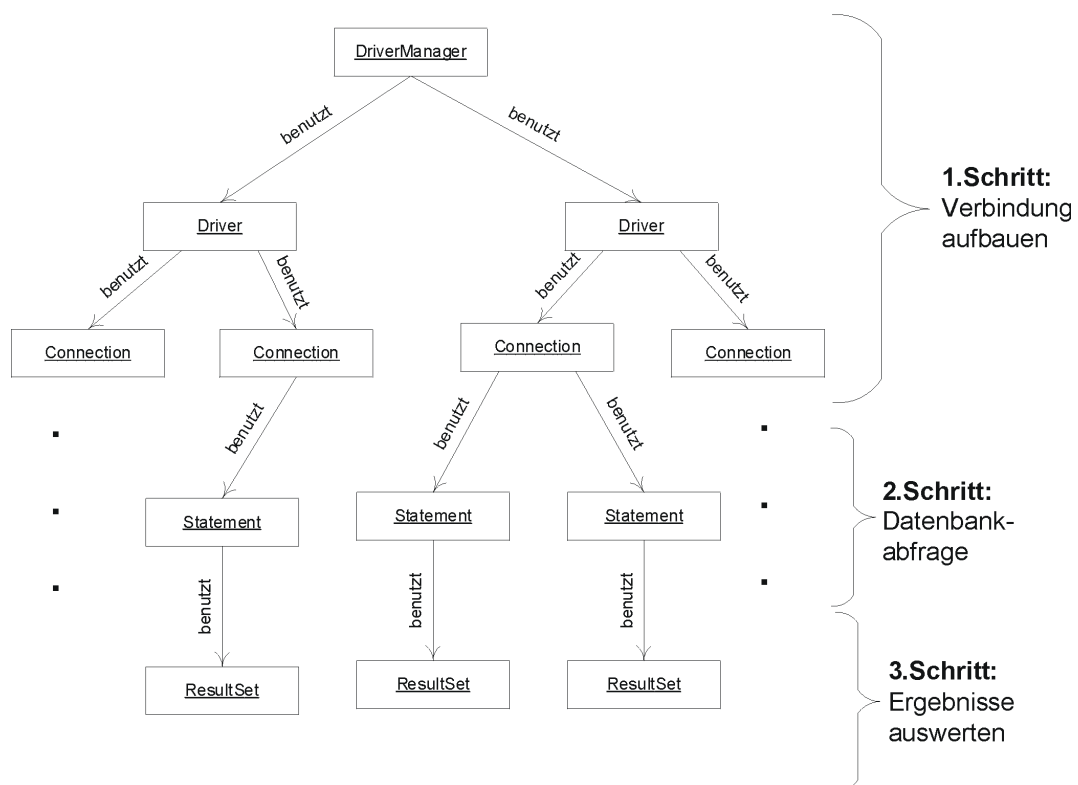 DriverManager
benutzt
benutzt
1.Schritt:
Verbindung
aufbauen
Driver
Driver
benutzt
benutzt
benutzt
benutzt
Connection
Connection
Connection
Connection
benutzt
benutzt
benutzt
2.Schritt:
Datenbank-
abfrage
Statement
Statement
Statement
benutzt
benutzt
benutzt
3.Schritt:
Ergebnisse
auswerten
ResultSet
ResultSet
ResultSet